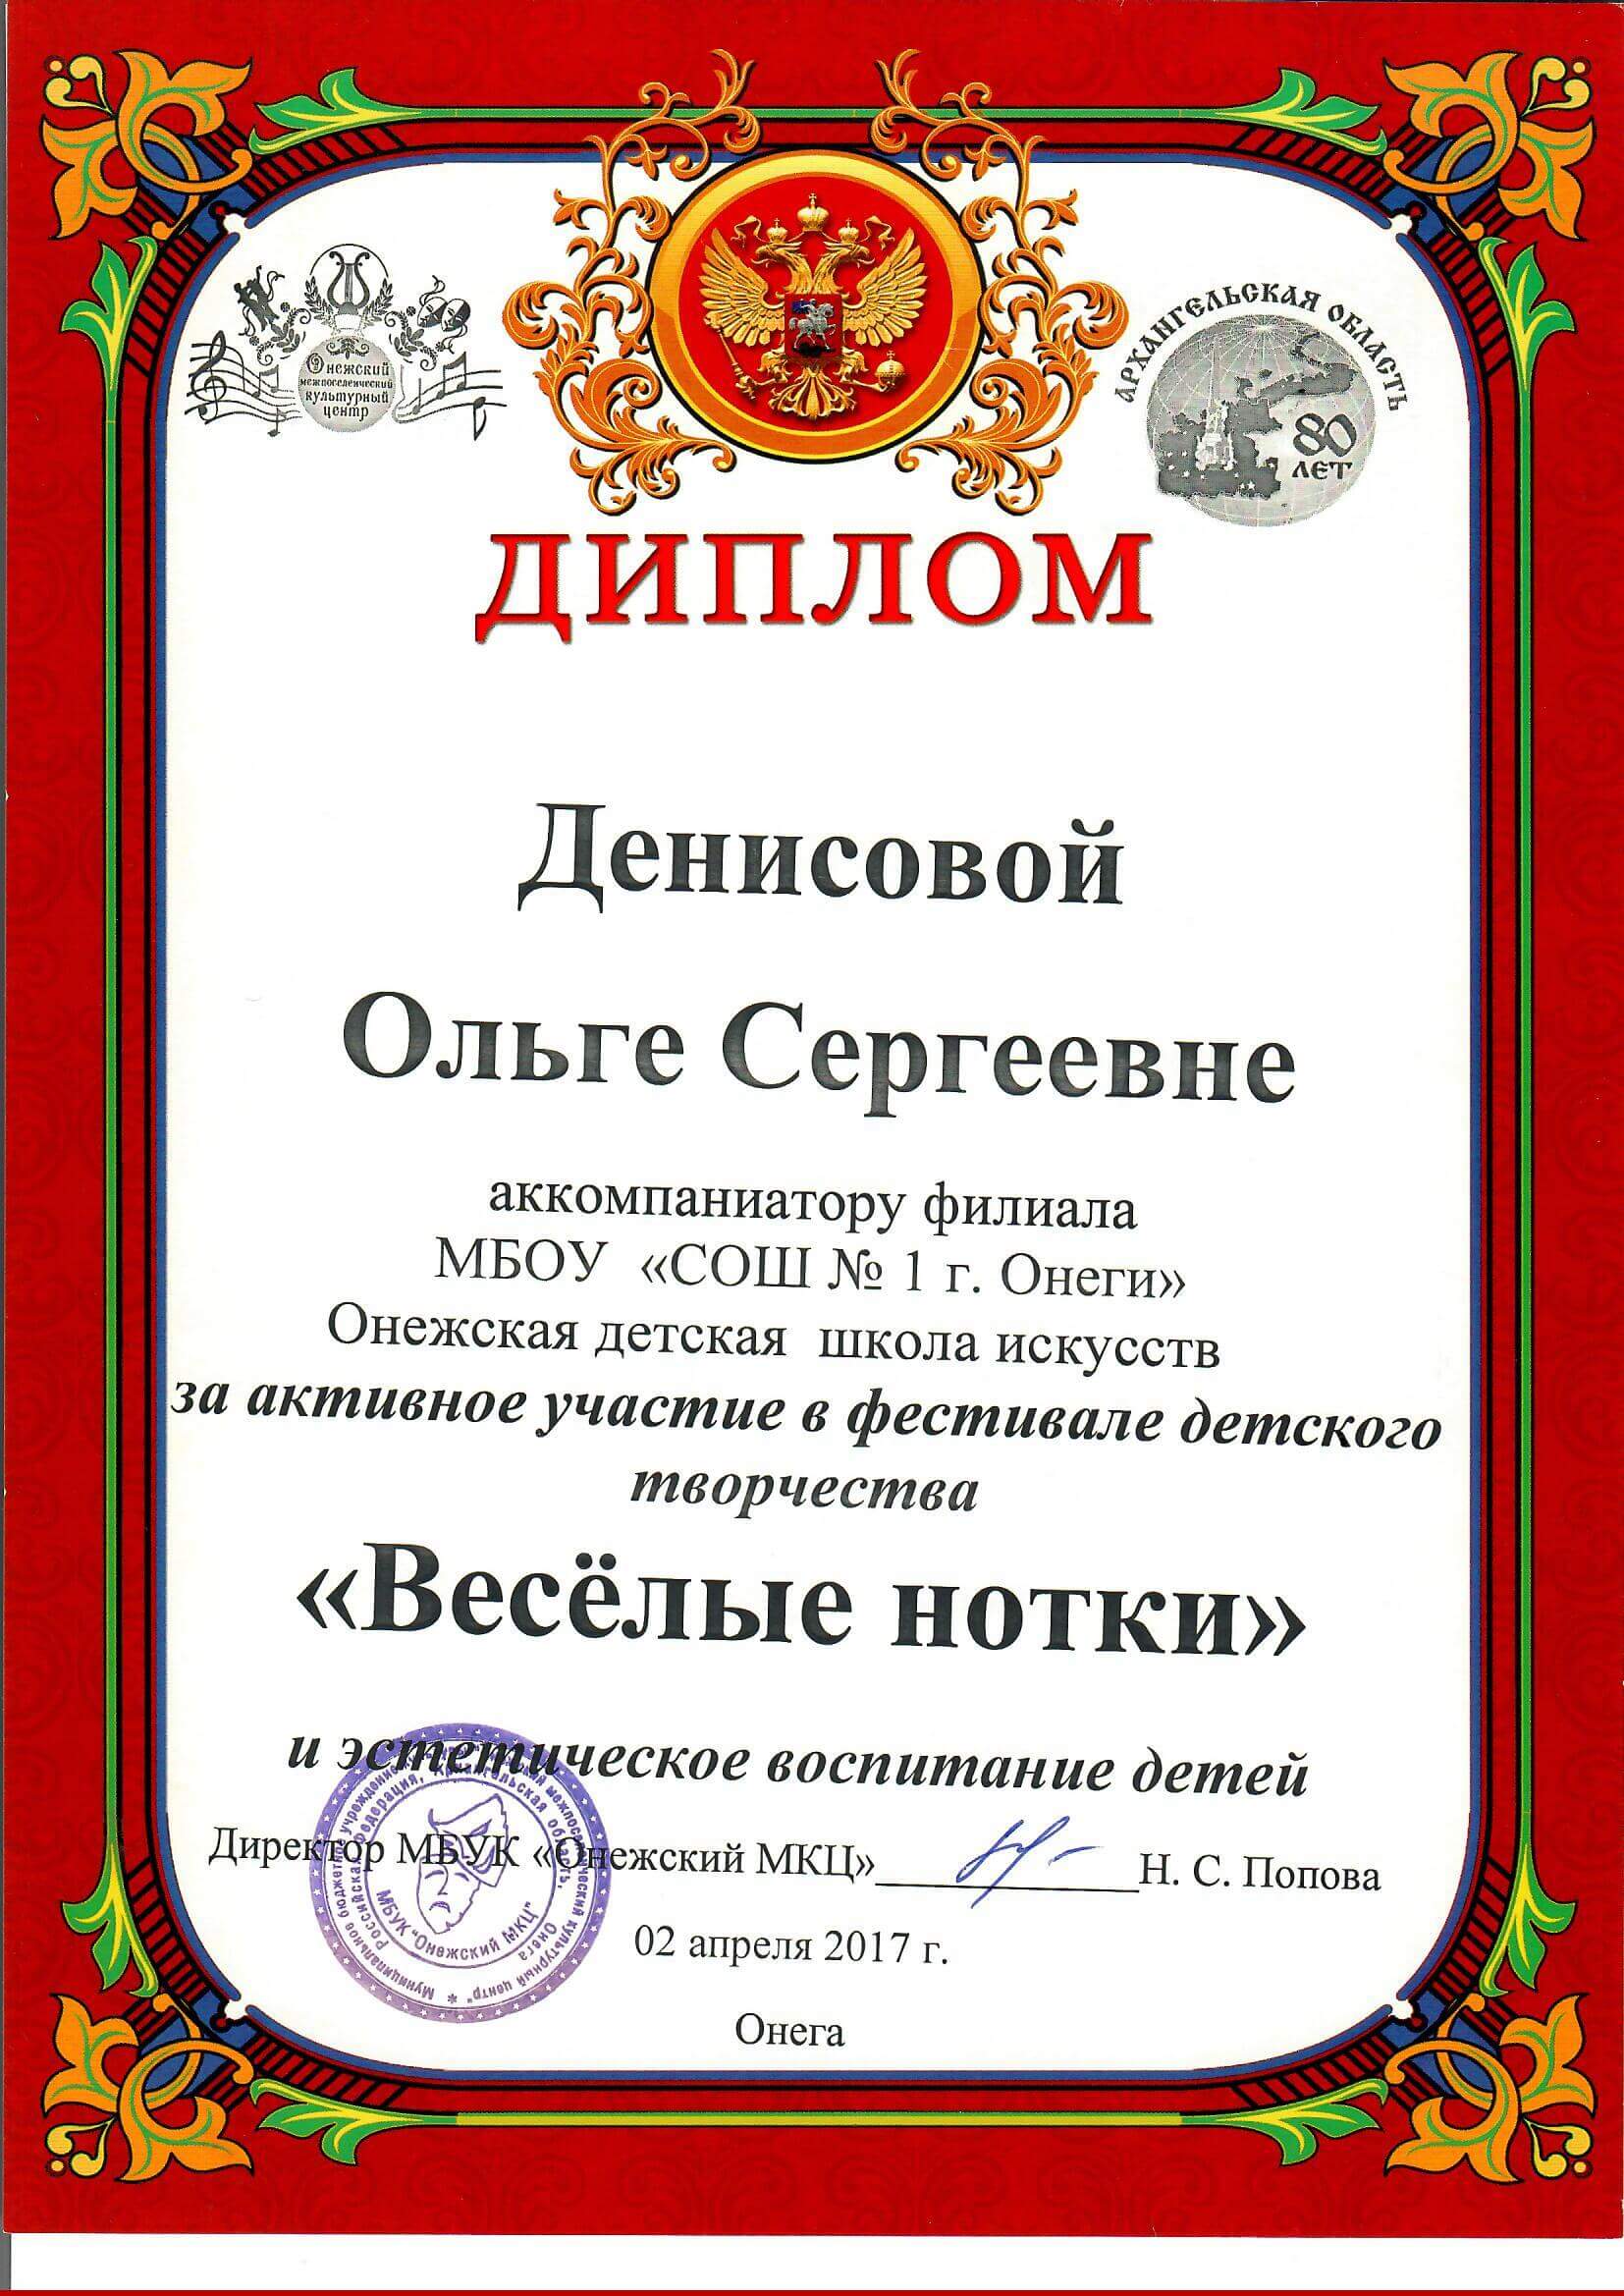 Онежский
межпоселенческий
культурный
центр
АРХАНГЕЛЬСКАЯ ОБЛАСТЬ
80
ЛЕТ
ДИПЛОМ
Денисовой
Ольге Сергеевне
аккомпаниатору филиала
МБОУ «СОШ № 1 г. Онеги»
Онежская детская школа искусств
за активное участие в фестивале детского
творчества
«Весёлые нотки»
и эстетическое воспитание детей
Директор МБУК «Онежский МКЦ»____________Н. С. Попова
Муниципальное бюджетное учреждение межпоселенческий культурный центр" *
Российская Федерация, Архангельская область, Онега
МБУК "Онежский МКЦ"
02 апреля 2017 г.
Онега